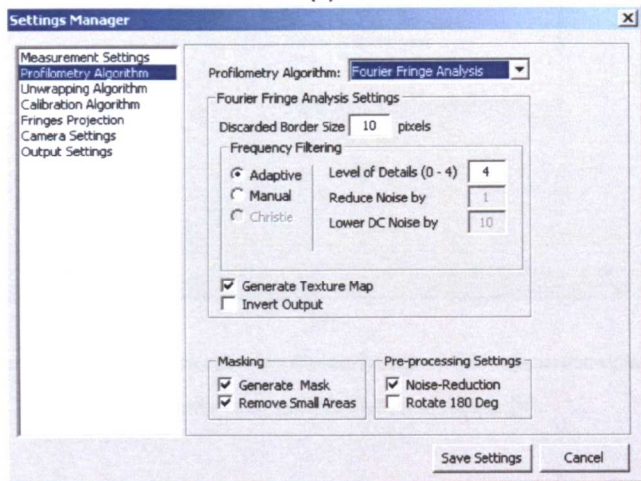 Settings Manager
Measurement Settings
Profilometry Algorithm
Unwrapping Algorithm
Calibration Algorithm
Fringes Projection
Camera Settings
Output Settings
Profilometry Algorithm: Fourier Fringe Analysis
Fourier Fringe Analysis Settings
Discarded Border Size 10 pixels
Frequency Filtering
Adaptive
Manual
Christie
Level of Details (0 - 4) 4
Reduce Noise by 1
Lower DC Noise by 10
Generate Texture Map
Invert Output
Masking
Generate Mask
Remove Small Areas
Pre-processing Settings
Noise-Reduction
Rotate 180 Deg
Save Settings
Cancel